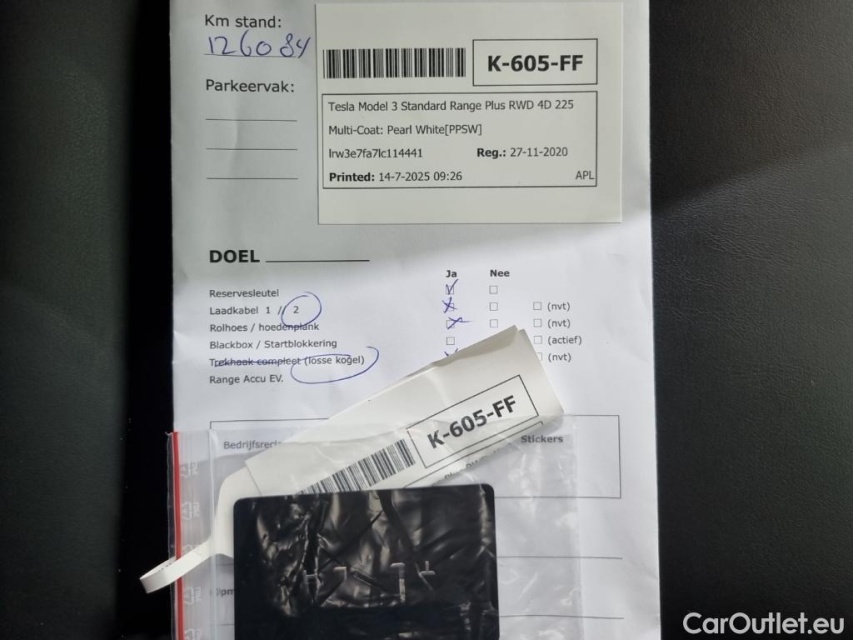 Km stand:
126084
Parkeervak:
K-605-FF
Tesla Model 3 Standard Range Plus RWD 4D 225
Multi-Coat: Pearl White[PPSW]
lrw3e7fa7lc114441 Reg.: 27-11-2020
Printed: 14-7-2025 09:26 APL
DOEL
Ja Nee
Reservesleutel
Laadkabel 1 // 2 (nvt)
Rolhoes / hoedenplank (nvt)
Blackbox / Startblokkering (actief)
Trekhaak compleet (losse kogel) (nvt)
Range Accu EV.
K-605-FF
Stickers
CarOutlet.eu